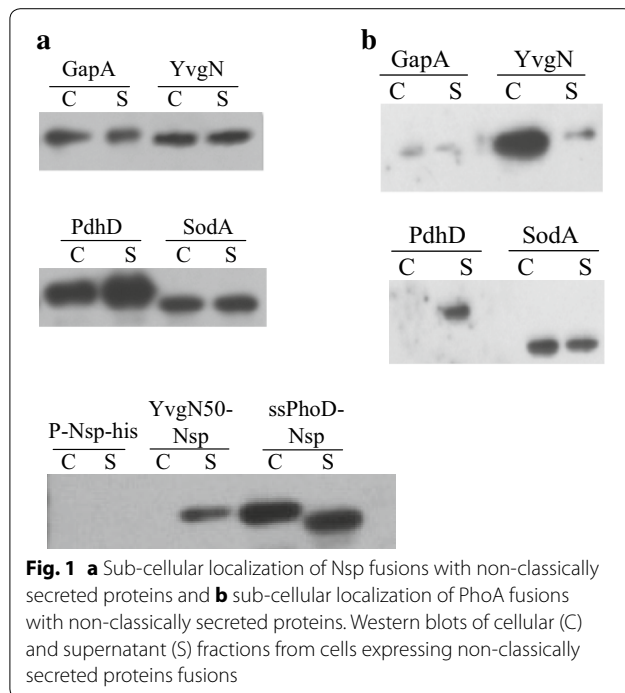 a
GapA YvgN
C S C S
PdhD SodA
C S C S
P-Nsp-his YvgN50-Nsp ssPhoD-Nsp
C S C S C S
b
GapA YvgN
C S C S
PdhD SodA
C S C S
Fig. 1 a Sub-cellular localization of Nsp fusions with non-classically
secreted proteins and b sub-cellular localization of PhoA fusions
with non-classically secreted proteins. Western blots of cellular (C)
and supernatant (S) fractions from cells expressing non-classically
secreted proteins fusions